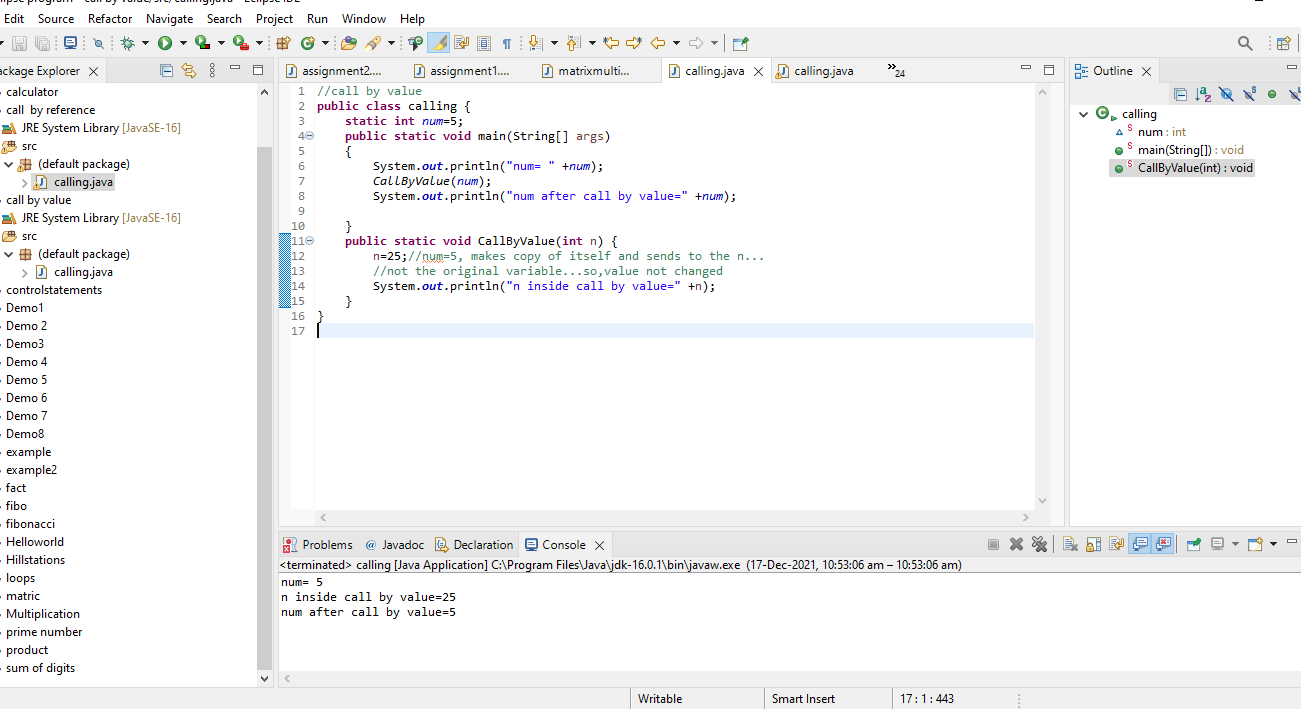 Edit Source Refactor Navigate Search Project Run Window Help
ackage Explorer
calculator
call by reference
JRE System Library [JavaSE-16]
src
(default package)
calling.java
call by value
JRE System Library [JavaSE-16]
src
(default package)
calling.java
controlstatements
Demo1
Demo 2
Demo3
Demo 4
Demo 5
Demo 6
Demo 7
Demo8
example
example2
fact
fibo
fibonacci
Helloworld
Hillstations
loops
matric
Multiplication
prime number
product
sum of digits
assignment2.... assignment1.... matrixmulti... calling.java calling.java 24
1 //call by value
2 public class calling {
3 static int num=5;
4 public static void main(String[] args)
5 {
6 System.out.println("num= " +num);
7 CallByValue(num);
8 System.out.println("num after call by value=" +num);
9
10 }
11 public static void CallByValue(int n) {
12 n=25;//num=5, makes copy of itself and sends to the n...
13 //not the original variable...so,value not changed
14 System.out.println("n inside call by value=" +n);
15 }
16 }
17
Outline
calling
num : int
main(String[]) : void
CallByValue(int) : void
Problems @ Javadoc Declaration Console
<terminated> calling [Java Application] C:\Program Files\Java\jdk-16.0.1\bin\javaw.exe (17-Dec-2021, 10:53:06 am – 10:53:06 am)
num= 5
n inside call by value=25
num after call by value=5
Writable Smart Insert 17 : 1 : 443